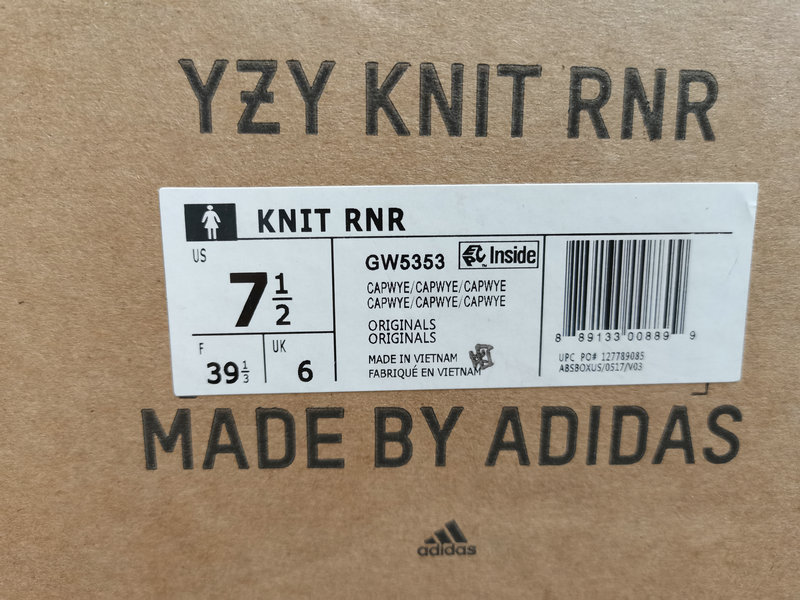 YZY KNIT RNR
KNIT RNR
US
7 1/2
F
39 1/3
UK
6
GW5353
EPC Inside
CAPWYE/CAPWYE/CAPWYE
CAPWYE/CAPWYE/CAPWYE
ORIGINALS
ORIGINALS
MADE IN VIETNAM
FABRIQUÉ EN VIETNAM
8 89133 00889 9
UPC PO# 127789085
ABSBOXUS/0517/V03
MADE BY ADIDAS
adidas